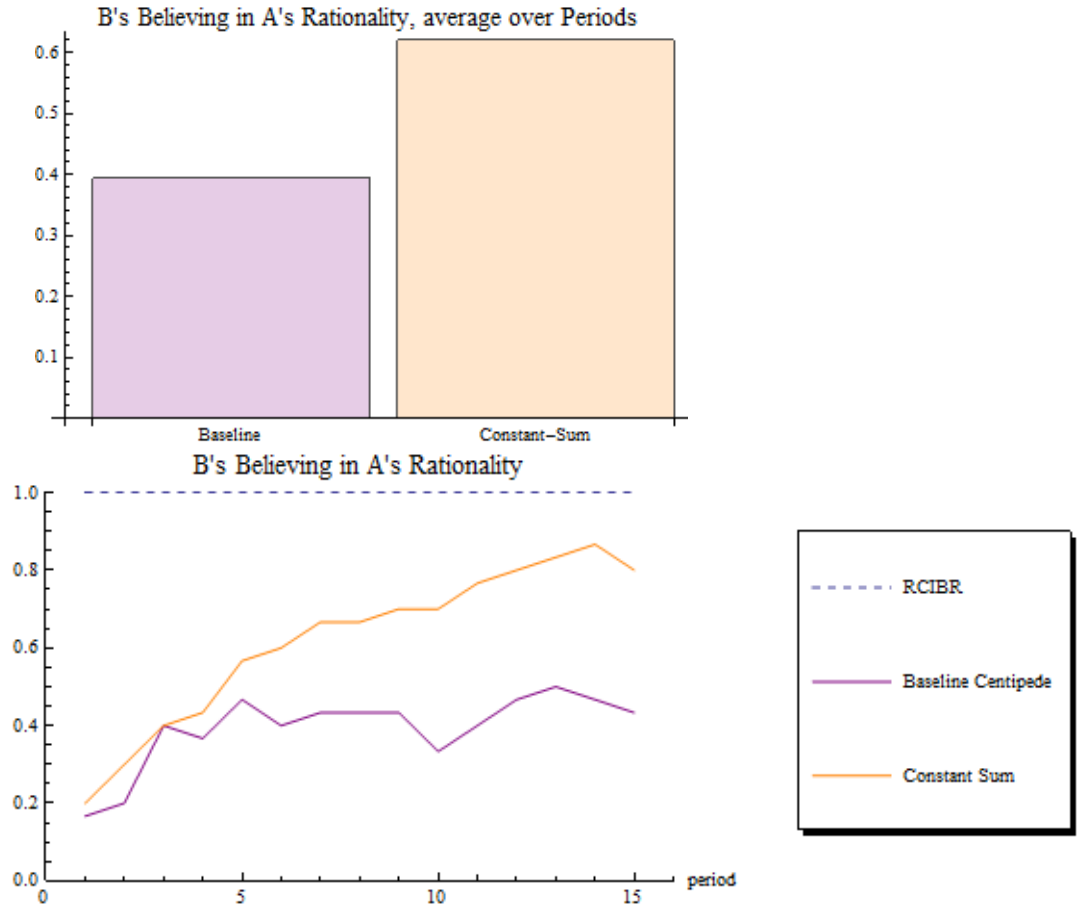 B's Believing in A's Rationality, average over Periods
0.6
0.5
0.4
0.3
0.2
0.1
Baseline Constant-Sum
B's Believing in A's Rationality
1.0
0.8
0.6
0.4
0.2
0.0
0 5 10 15 period
RCIBR
Baseline Centipede
Constant Sum